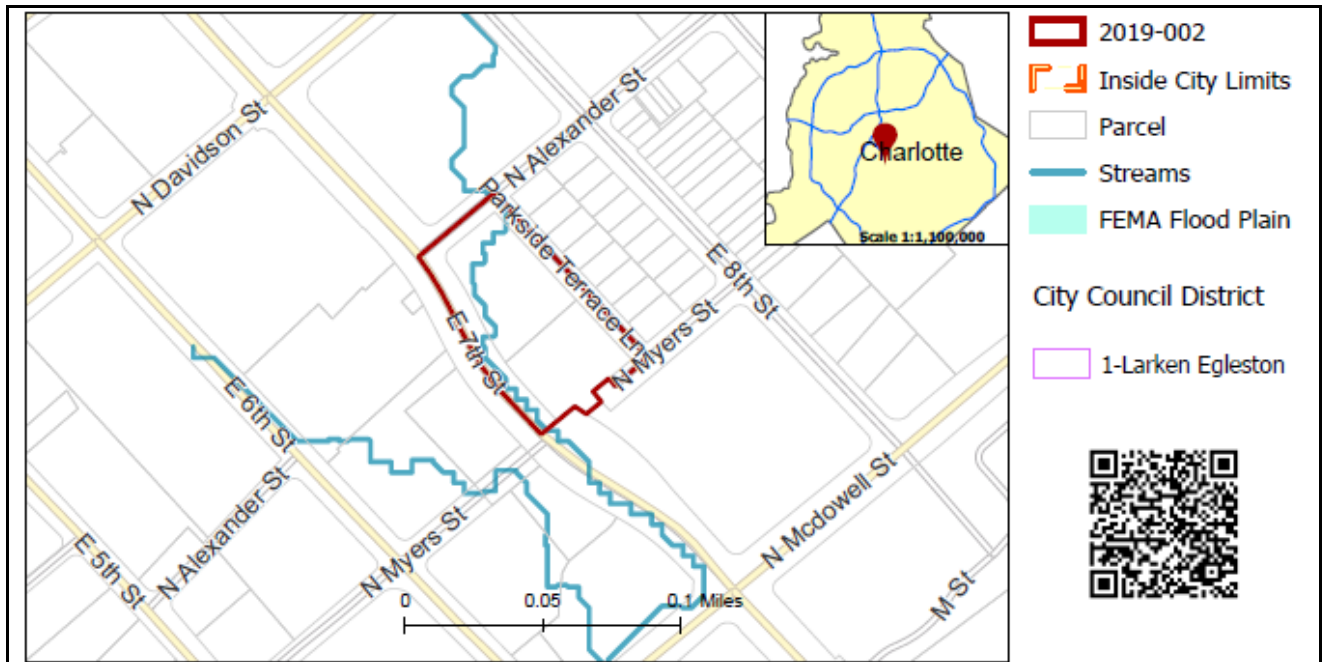 N Davidson St
N Alexander St
Parkside Terrace Ln
E 8th St
E 7th St
N Myers St
E 6th St
N Alexander St
N Myers St
E 5th St
N Mcdowell St
M St
0 0.05 0.1 Miles
Charlotte
Scale 1:1,100,000
2019-002
Inside City Limits
Parcel
Streams
FEMA Flood Plain
City Council District
1-Larken Egleston